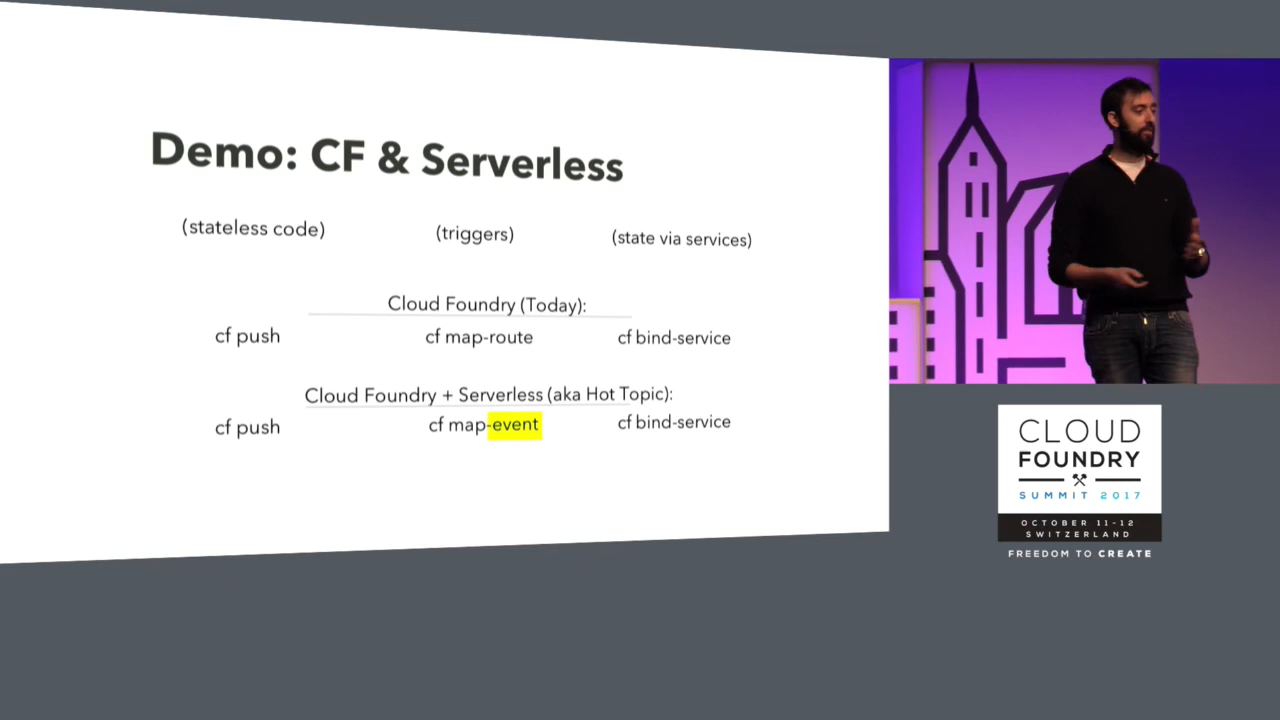 Demo: CF & Serverless
(stateless code) (triggers) (state via services)
Cloud Foundry (Today):
cf push cf map-route cf bind-service
Cloud Foundry + Serverless (aka Hot Topic):
cf push cf map-event cf bind-service
CLOUD
FOUNDRY
SUMMIT 2017
OCTOBER 11-12
SWITZERLAND
FREEDOM TO CREATE